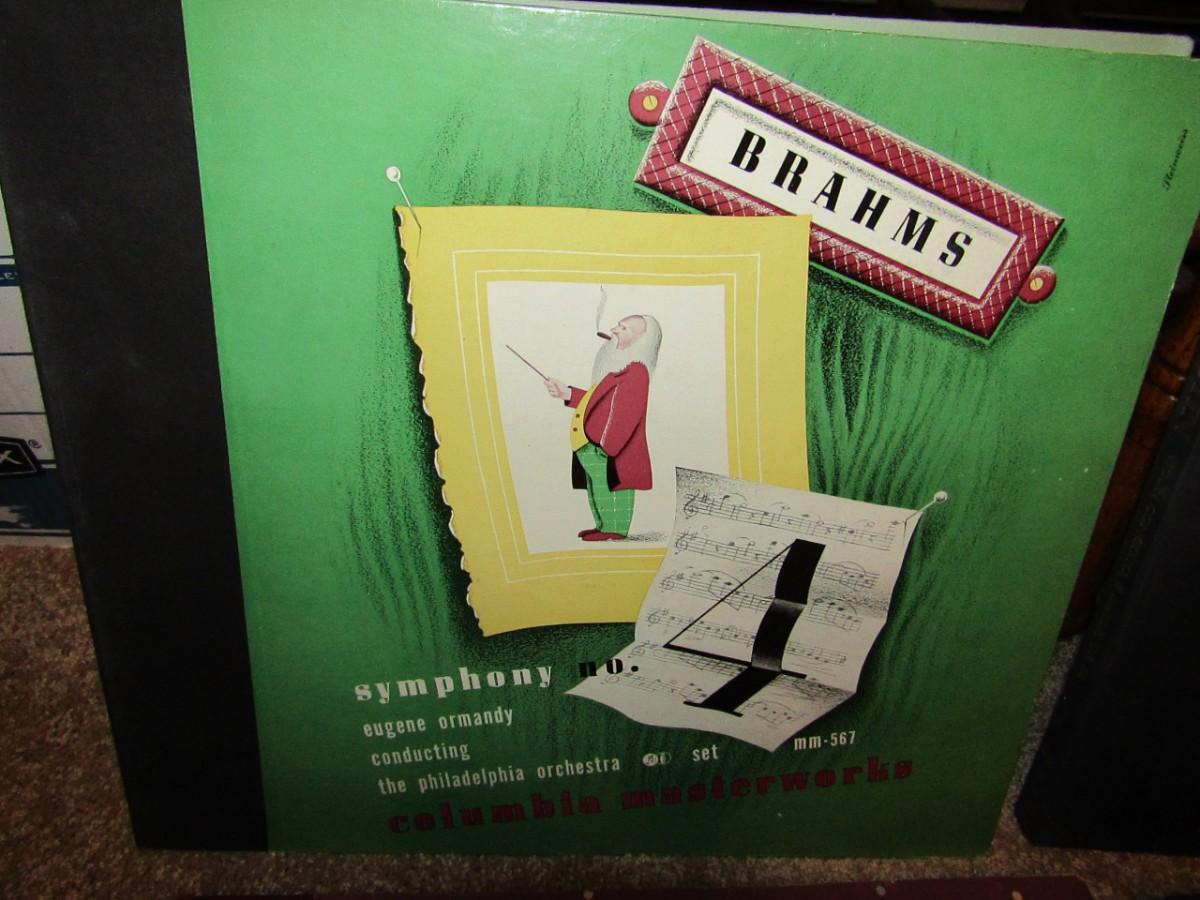 BRAHMS
4
symphony no.
eugene ormandy
conducting
the philadelphia orchestra set mm-567
columbia masterworks